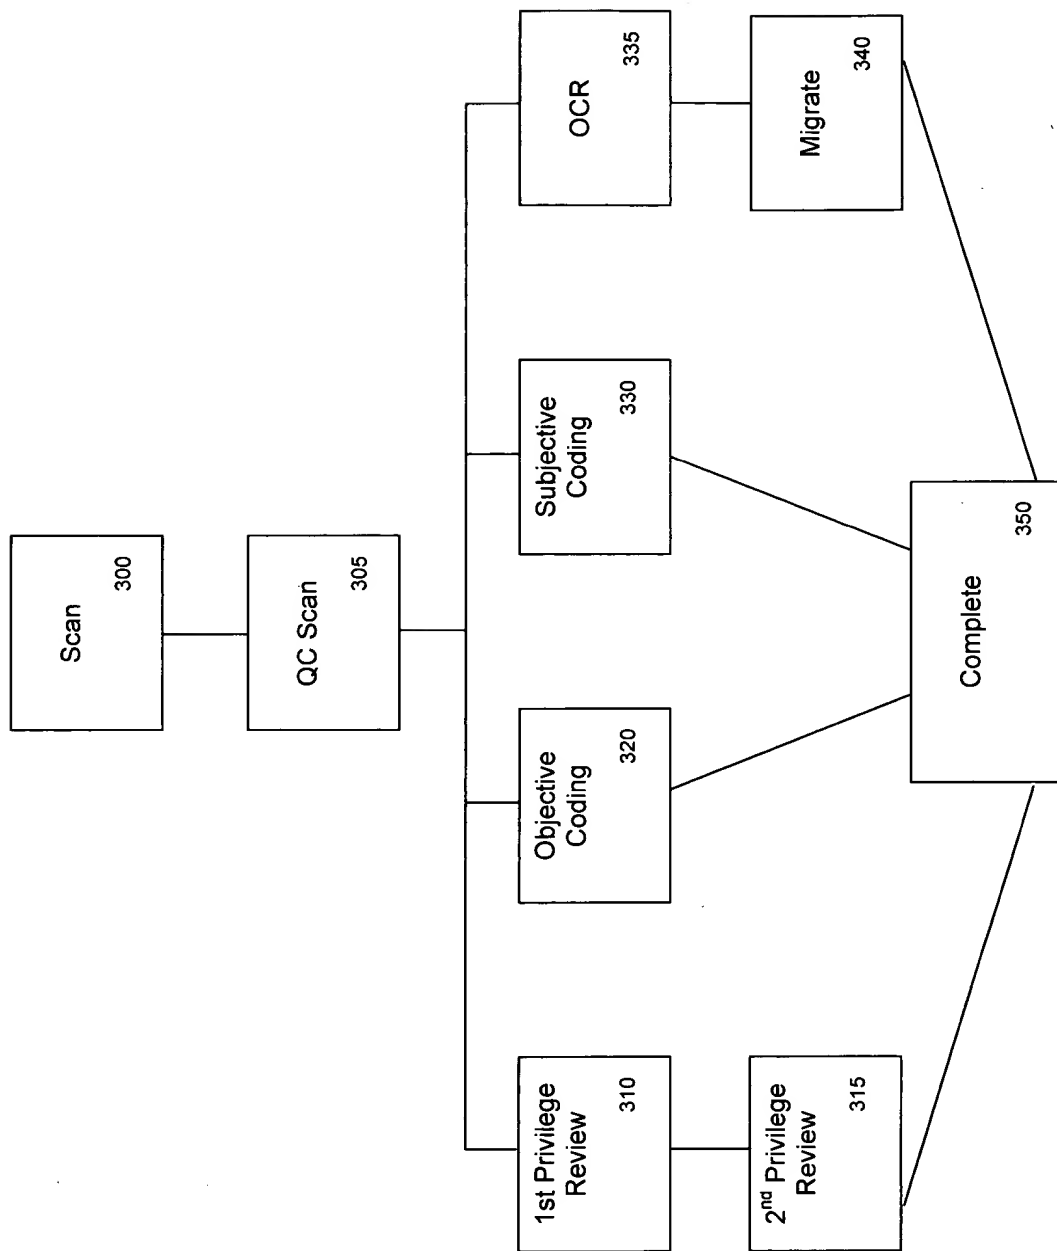 Scan
300
QC Scan
305
1st Privilege
Review
310
Objective
Coding
320
Subjective
Coding
330
OCR
335
2nd Privilege
Review
315
Migrate
340
Complete
350